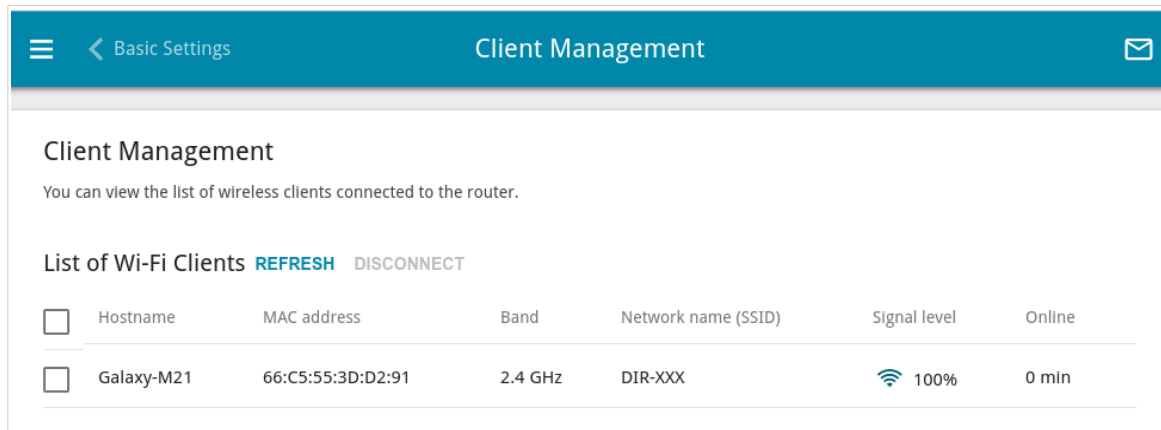 Basic Settings Client Management
Client Management
You can view the list of wireless clients connected to the router.
List of Wi-Fi Clients REFRESH DISCONNECT
Hostname MAC address Band Network name (SSID) Signal level Online
Galaxy-M21 66:C5:55:3D:D2:91 2.4 GHz DIR-XXX 100% 0 min